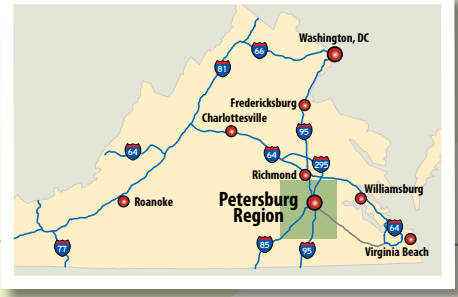 Washington, DC
66
81
Fredericksburg
Charlottesville
95
64
64
295
Richmond
Williamsburg
Petersburg
Region
Roanoke
64
77
85
95
Virginia Beach